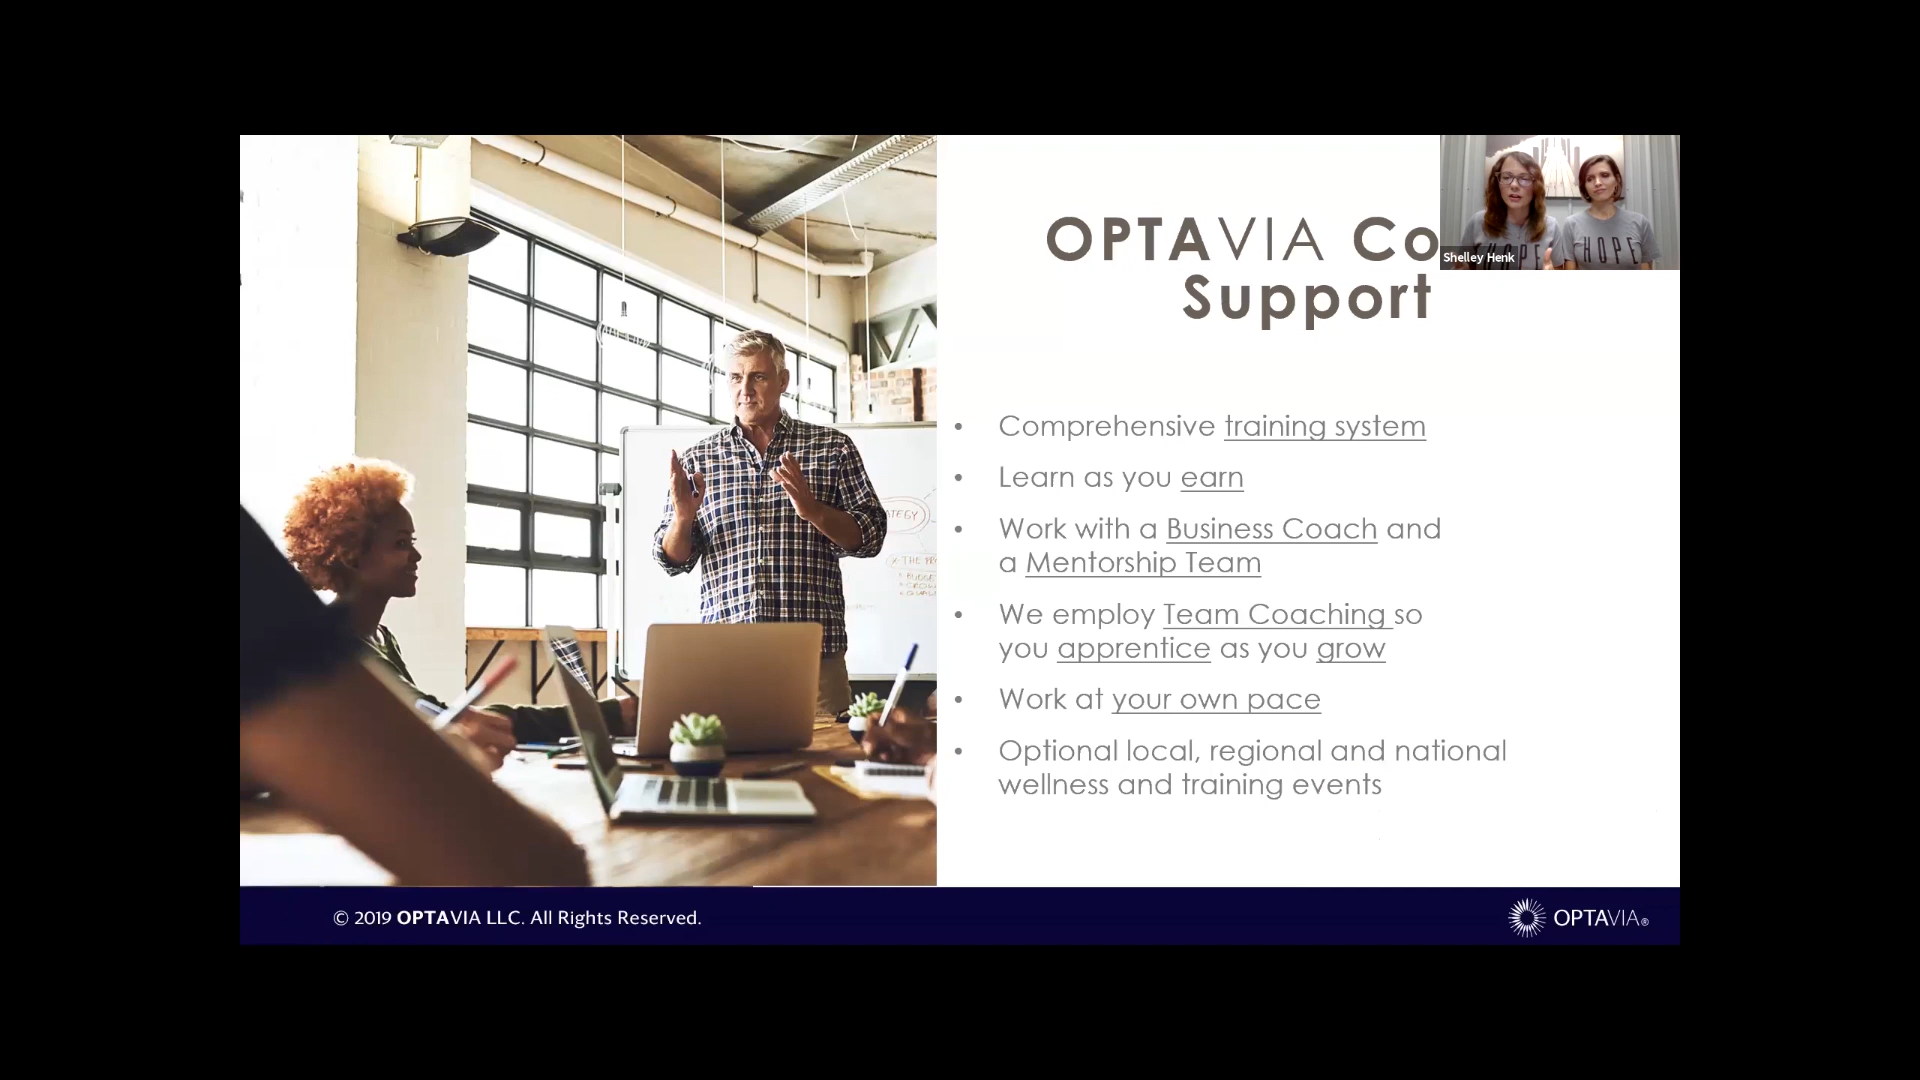 OPTAVIA Co
Support
Shelley Henk
HOPE
HOPE
• Comprehensive training system
• Learn as you earn
• Work with a Business Coach and
a Mentorship Team
• We employ Team Coaching so
you apprentice as you grow
• Work at your own pace
• Optional local, regional and national
wellness and training events
© 2019 OPTAVIA LLC. All Rights Reserved.
OPTAVIA®